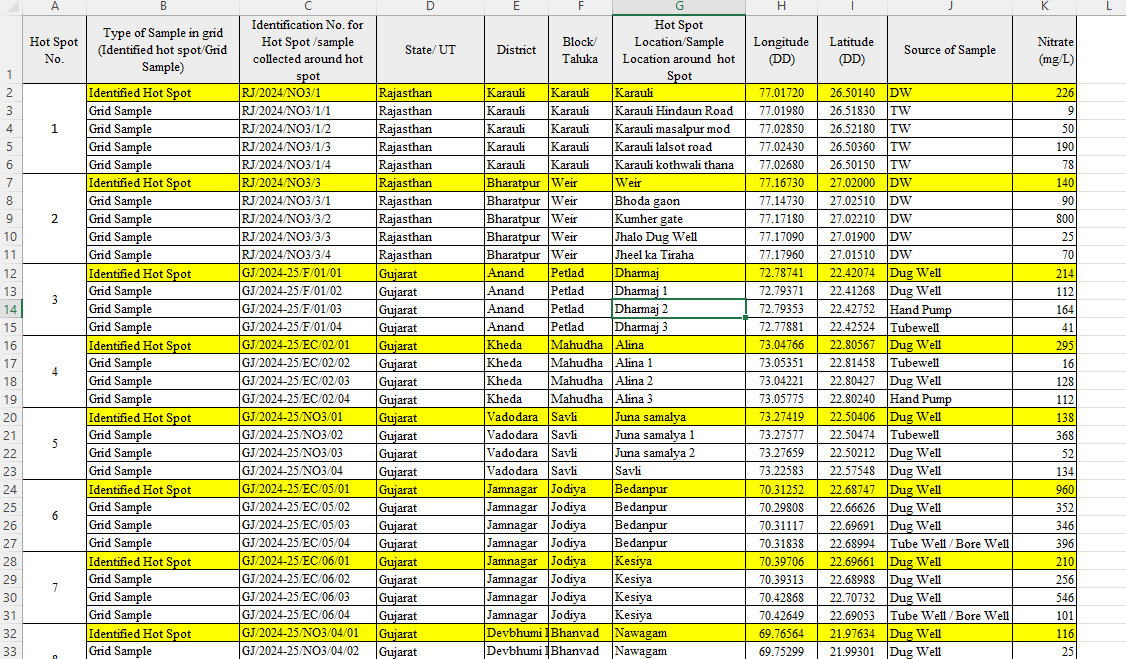 A B C D E F G H I J K L
1 Hot Spot No. Type of Sample in grid (Identified hot spot/Grid Sample) Identification No. for Hot Spot /sample collected around hot spot State/ UT District Block/ Taluka Hot Spot Location/Sample Location around hot Spot Longitude (DD) Latitude (DD) Source of Sample Nitrate (mg/L)
2 1 Identified Hot Spot RJ/2024/NO3/1 Rajasthan Karauli Karauli Karauli 77.01720 26.50140 DW 226
3 Grid Sample RJ/2024/NO3/1/1 Rajasthan Karauli Karauli Karauli Hindaun Road 77.01980 26.51830 TW 9
4 Grid Sample RJ/2024/NO3/1/2 Rajasthan Karauli Karauli Karauli masalpur mod 77.02850 26.52180 TW 50
5 Grid Sample RJ/2024/NO3/1/3 Rajasthan Karauli Karauli Karauli lalsot road 77.02430 26.50360 TW 190
6 Grid Sample RJ/2024/NO3/1/4 Rajasthan Karauli Karauli Karauli kothwali thana 77.02680 26.50150 TW 78
7 2 Identified Hot Spot RJ/2024/NO3/3 Rajasthan Bharatpur Weir Weir 77.16730 27.02000 DW 140
8 Grid Sample RJ/2024/NO3/3/1 Rajasthan Bharatpur Weir Bhoda gaon 77.14730 27.02510 DW 90
9 Grid Sample RJ/2024/NO3/3/2 Rajasthan Bharatpur Weir Kumher gate 77.17180 27.02210 DW 800
10 Grid Sample RJ/2024/NO3/3/3 Rajasthan Bharatpur Weir Jhalo Dug Well 77.17090 27.01900 DW 25
11 Grid Sample RJ/2024/NO3/3/4 Rajasthan Bharatpur Weir Jheel ka Tiraha 77.17960 27.01510 DW 70
12 3 Identified Hot Spot GJ/2024-25/F/01/01 Gujarat Anand Petlad Dharmaj 72.78741 22.42074 Dug Well 214
13 Grid Sample GJ/2024-25/F/01/02 Gujarat Anand Petlad Dharmaj 1 72.79371 22.41268 Dug Well 112
14 Grid Sample GJ/2024-25/F/01/03 Gujarat Anand Petlad Dharmaj 2 72.79353 22.42752 Hand Pump 164
15 Grid Sample GJ/2024-25/F/01/04 Gujarat Anand Petlad Dharmaj 3 72.77881 22.42524 Tubewell 41
16 4 Identified Hot Spot GJ/2024-25/EC/02/01 Gujarat Kheda Mahudha Alina 73.04766 22.80567 Dug Well 295
17 Grid Sample GJ/2024-25/EC/02/02 Gujarat Kheda Mahudha Alina 1 73.05351 22.81458 Tubewell 16
18 Grid Sample GJ/2024-25/EC/02/03 Gujarat Kheda Mahudha Alina 2 73.04221 22.80427 Dug Well 128
19 Grid Sample GJ/2024-25/EC/02/04 Gujarat Kheda Mahudha Alina 3 73.05775 22.80240 Hand Pump 112
20 5 Identified Hot Spot GJ/2024-25/NO3/01 Gujarat Vadodara Savli Juna samalya 73.27419 22.50406 Dug Well 138
21 Grid Sample GJ/2024-25/NO3/02 Gujarat Vadodara Savli Juna samalya 1 73.27577 22.50474 Tubewell 368
22 Grid Sample GJ/2024-25/NO3/03 Gujarat Vadodara Savli Juna samalya 2 73.27659 22.50212 Dug Well 52
23 Grid Sample GJ/2024-25/NO3/04 Gujarat Vadodara Savli Savli 73.22583 22.57548 Dug Well 134
24 6 Identified Hot Spot GJ/2024-25/EC/05/01 Gujarat Jamnagar Jodiya Bedanpur 70.31252 22.68747 Dug Well 960
25 Grid Sample GJ/2024-25/EC/05/02 Gujarat Jamnagar Jodiya Bedanpur 70.29808 22.66626 Dug Well 352
26 Grid Sample GJ/2024-25/EC/05/03 Gujarat Jamnagar Jodiya Bedanpur 70.31117 22.69691 Dug Well 346
27 Grid Sample GJ/2024-25/EC/05/04 Gujarat Jamnagar Jodiya Bedanpur 70.31838 22.68994 Tube Well / Bore Well 396
28 7 Identified Hot Spot GJ/2024-25/EC/06/01 Gujarat Jamnagar Jodiya Kesiya 70.39706 22.69661 Dug Well 210
29 Grid Sample GJ/2024-25/EC/06/02 Gujarat Jamnagar Jodiya Kesiya 70.39313 22.68988 Dug Well 256
30 Grid Sample GJ/2024-25/EC/06/03 Gujarat Jamnagar Jodiya Kesiya 70.42868 22.70732 Dug Well 546
31 Grid Sample GJ/2024-25/EC/06/04 Gujarat Jamnagar Jodiya Kesiya 70.42649 22.69053 Tube Well / Bore Well 101
32 Identified Hot Spot GJ/2024-25/NO3/04/01 Gujarat Devbhumi Bhanvad Nawagam 69.76564 21.97634 Dug Well 116
33 Grid Sample GJ/2024-25/NO3/04/02 Gujarat Devbhumi Bhanvad Nawagam 69.75299 21.99301 Dug Well 25